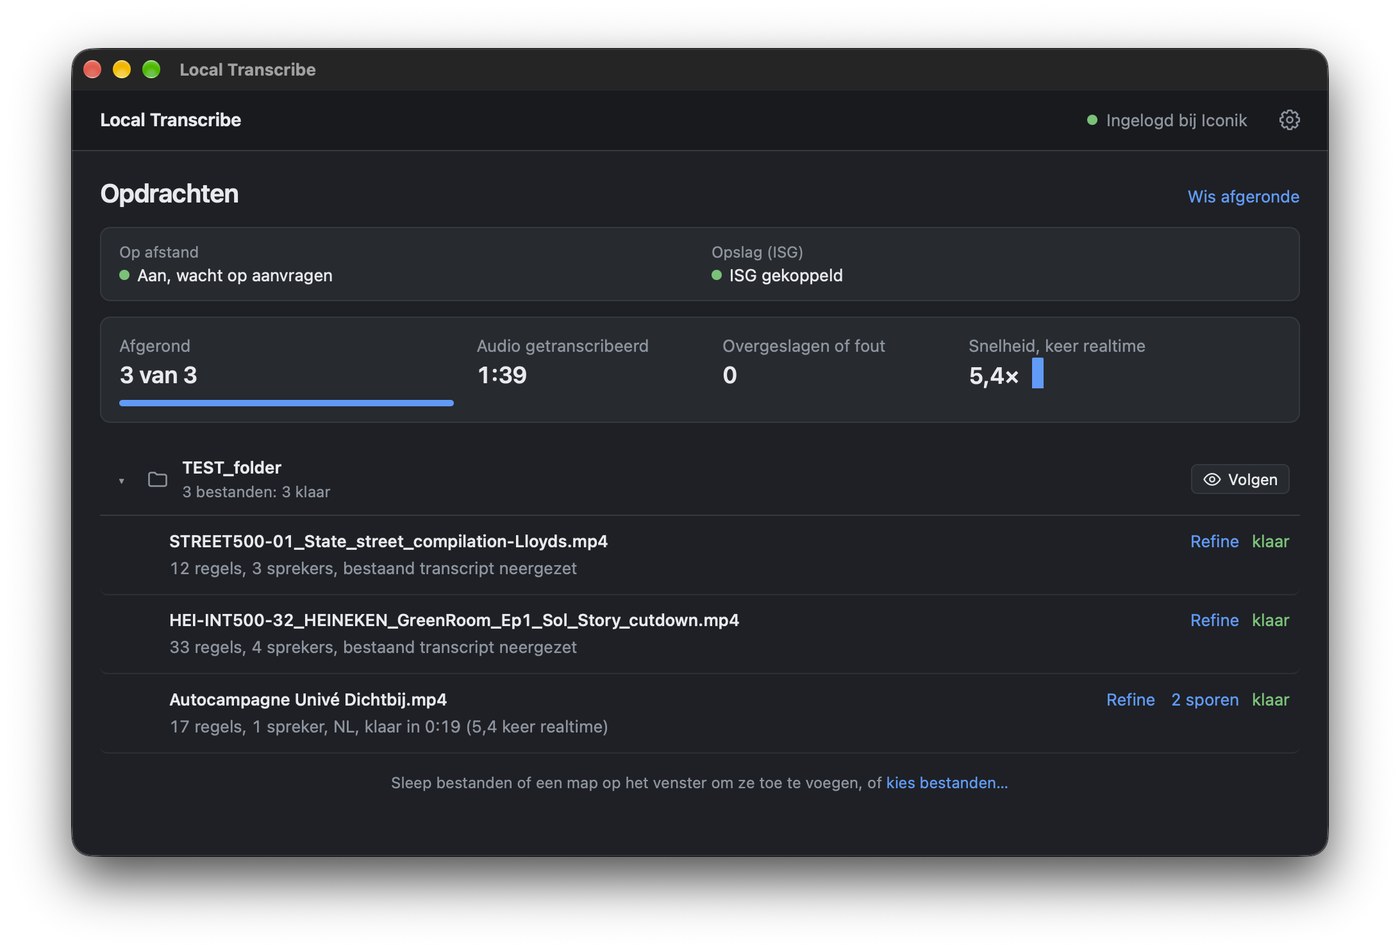 Local Transcribe
Local Transcribe
Ingelogd bij Iconik
Opdrachten
Wis afgeronde
Op afstand
Aan, wacht op aanvragen
Opslag (ISG)
ISG gekoppeld
Afgerond
3 van 3
Audio getranscribeerd
1:39
Overgeslagen of fout
0
Snelheid, keer realtime
5,4×
TEST_folder
3 bestanden: 3 klaar
Volgen
STREET500-01_State_street_compilation-Lloyds.mp4
Refine klaar
12 regels, 3 sprekers, bestaand transcript neergezet
HEI-INT500-32_HEINEKEN_GreenRoom_Ep1_Sol_Story_cutdown.mp4
Refine klaar
33 regels, 4 sprekers, bestaand transcript neergezet
Autocampagne Univé Dichtbij.mp4
Refine 2 sporen klaar
17 regels, 1 spreker, NL, klaar in 0:19 (5,4 keer realtime)
Sleep bestanden of een map op het venster om ze toe te voegen, of kies bestanden...